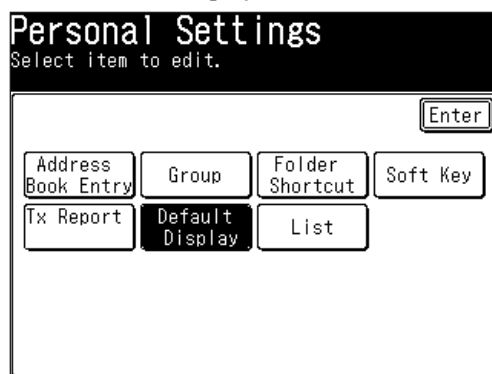 Personal Settings
Select item to edit.
Enter
Address
Book Entry
Group
Folder
Shortcut
Soft Key
Tx Report
Default
Display
List